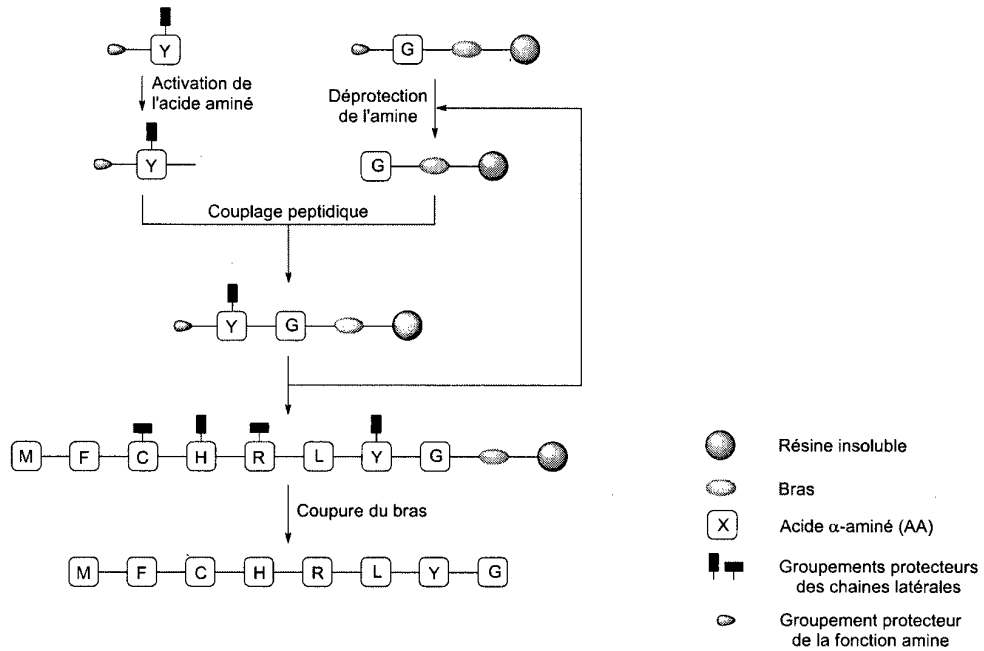 Y
G
Activation de
l'acide aminé
Déprotection
de l'amine
Y
G
Couplage peptidique
Y
G
M F C H R L Y G
Coupure du bras
M F C H R L Y G
Résine insoluble
Bras
X
Acide α-aminé (AA)
Groupements protecteurs
des chaines latérales
Groupement protecteur
de la fonction amine